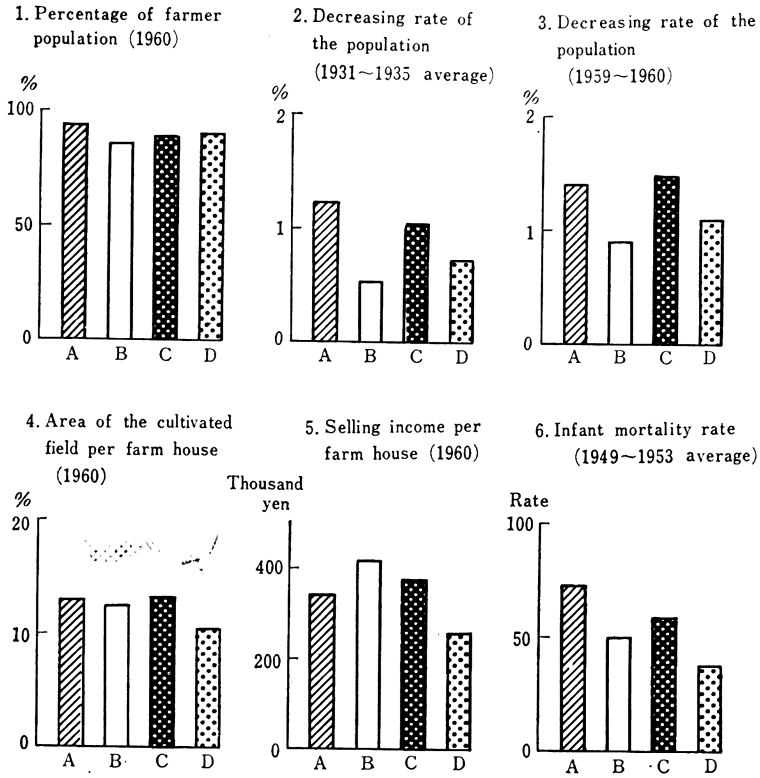 1. Percentage of farmer
population (1960)
%
100
50
0
A B C D
2. Decreasing rate of
the population
(1931~1935 average)
%
2
1
0
A B C D
3. Decreasing rate of the
population
(1959~1960)
%
2
1
0
A B C D
4. Area of the cultivated
field per farm house
(1960)
%
20
10
0
A B C D
5. Selling income per
farm house (1960)
Thousand
yen
400
200
0
A B C D
6. Infant mortality rate
(1949~1953 average)
Rate
100
50
0
A B C D